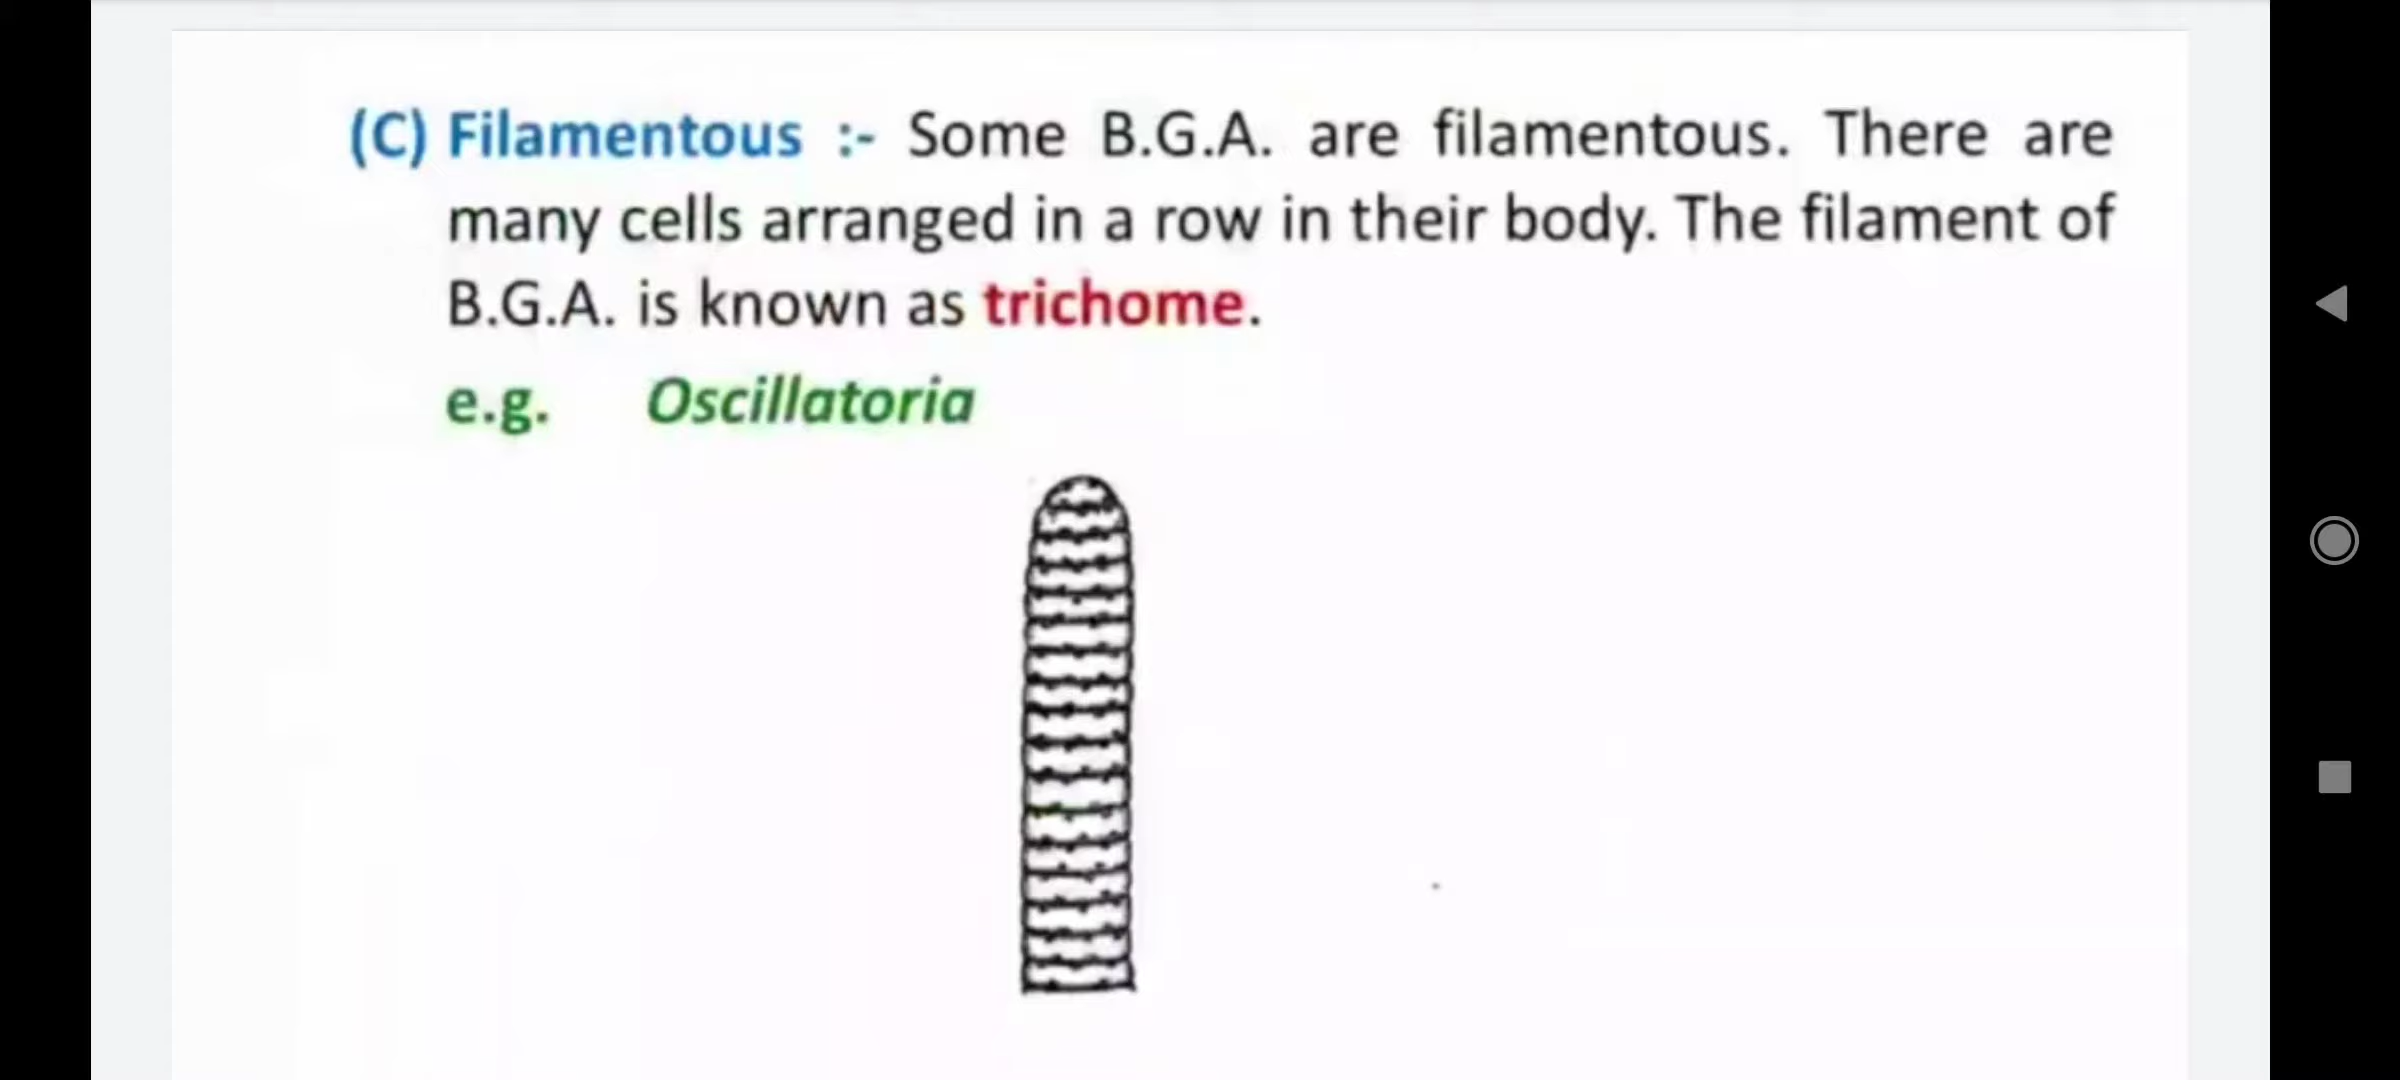 (C) Filamentous :- Some B.G.A. are filamentous. There are
many cells arranged in a row in their body. The filament of
B.G.A. is known as trichome.
e.g. Oscillatoria